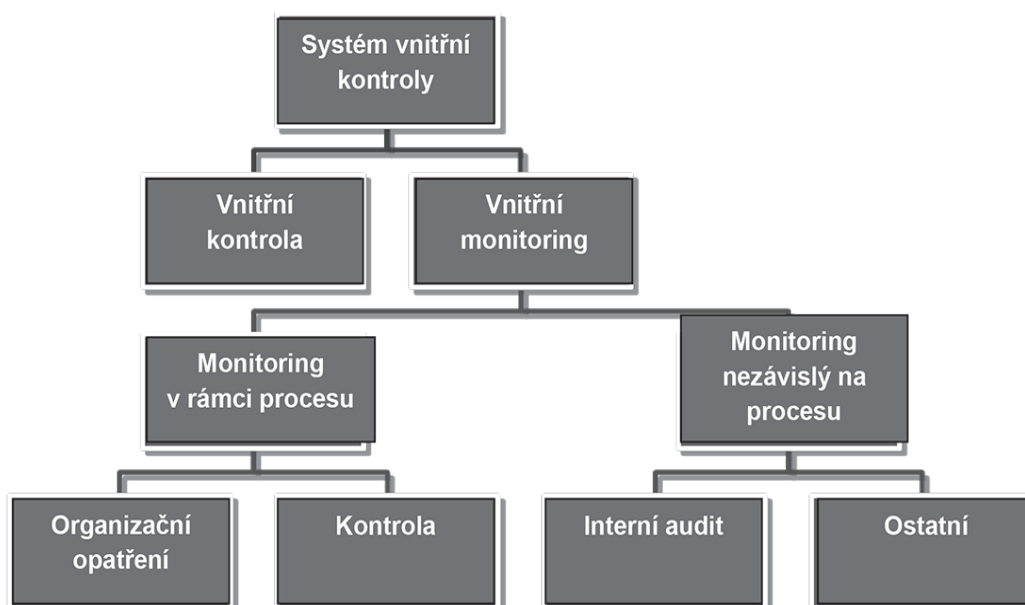 Systém vnitřní
kontroly
Vnitřní
kontrola
Vnitřní
monitoring
Monitoring
v rámci procesu
Monitoring
nezávislý na
procesu
Organizační
opatření
Kontrola
Interní audit
Ostatní